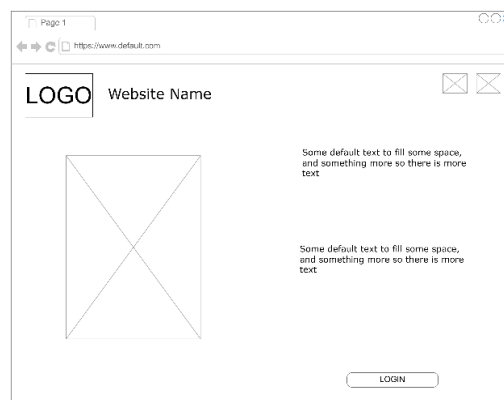 Page 1
https://www.default.com
LOGO
Website Name
Some default text to fill some space,
and something more so there is more
text
Some default text to fill some space,
and something more so there is more
text
LOGIN